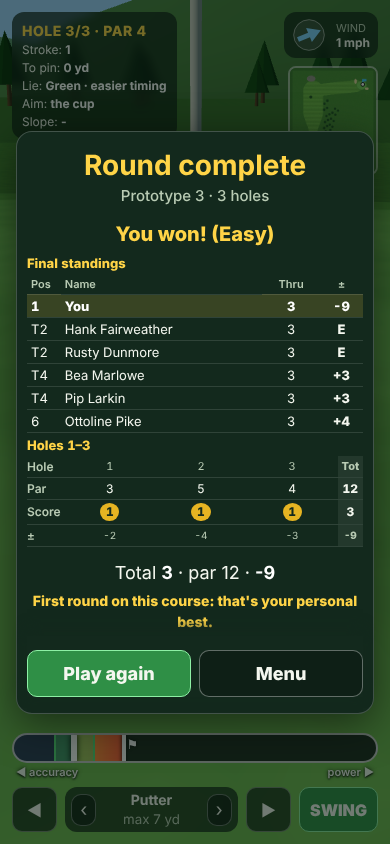 HOLE 3/3 · PAR 4
Stroke: 1
To pin: 0 yd
Lie: Green · easier timing
Aim: the cup
Slope: -
WIND
1 mph
Round complete
Prototype 3 · 3 holes
You won! (Easy)
Final standings
Pos Name Thru ±
1 You 3 -9
T2 Hank Fairweather 3 E
T2 Rusty Dunmore 3 E
T4 Bea Marlowe 3 +3
T4 Pip Larkin 3 +3
6 Ottoline Pike 3 +4
Holes 1–3
Hole 1 2 3 Tot
Par 3 5 4 12
Score 1 1 1 3
± -2 -4 -3 -9
Total 3 · par 12 · -9
First round on this course: that's your personal
best.
Play again Menu
◀ accuracy power ▶
◀ ‹ Putter › ▶ SWING
max 7 yd